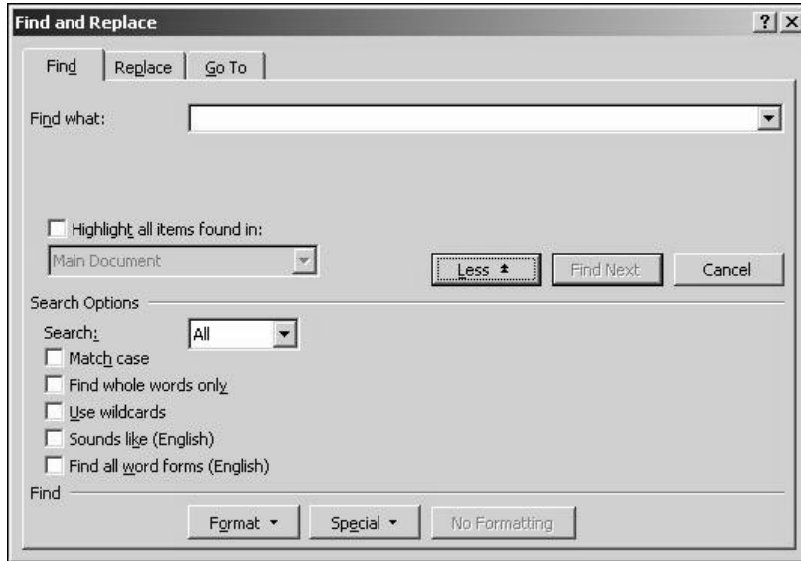 Find and Replace
Find Replace Go To
Find what:
Highlight all items found in:
Main Document
Less Find Next Cancel
Search Options
Search: All
Match case
Find whole words only
Use wildcards
Sounds like (English)
Find all word forms (English)
Find
Format Special No Formatting